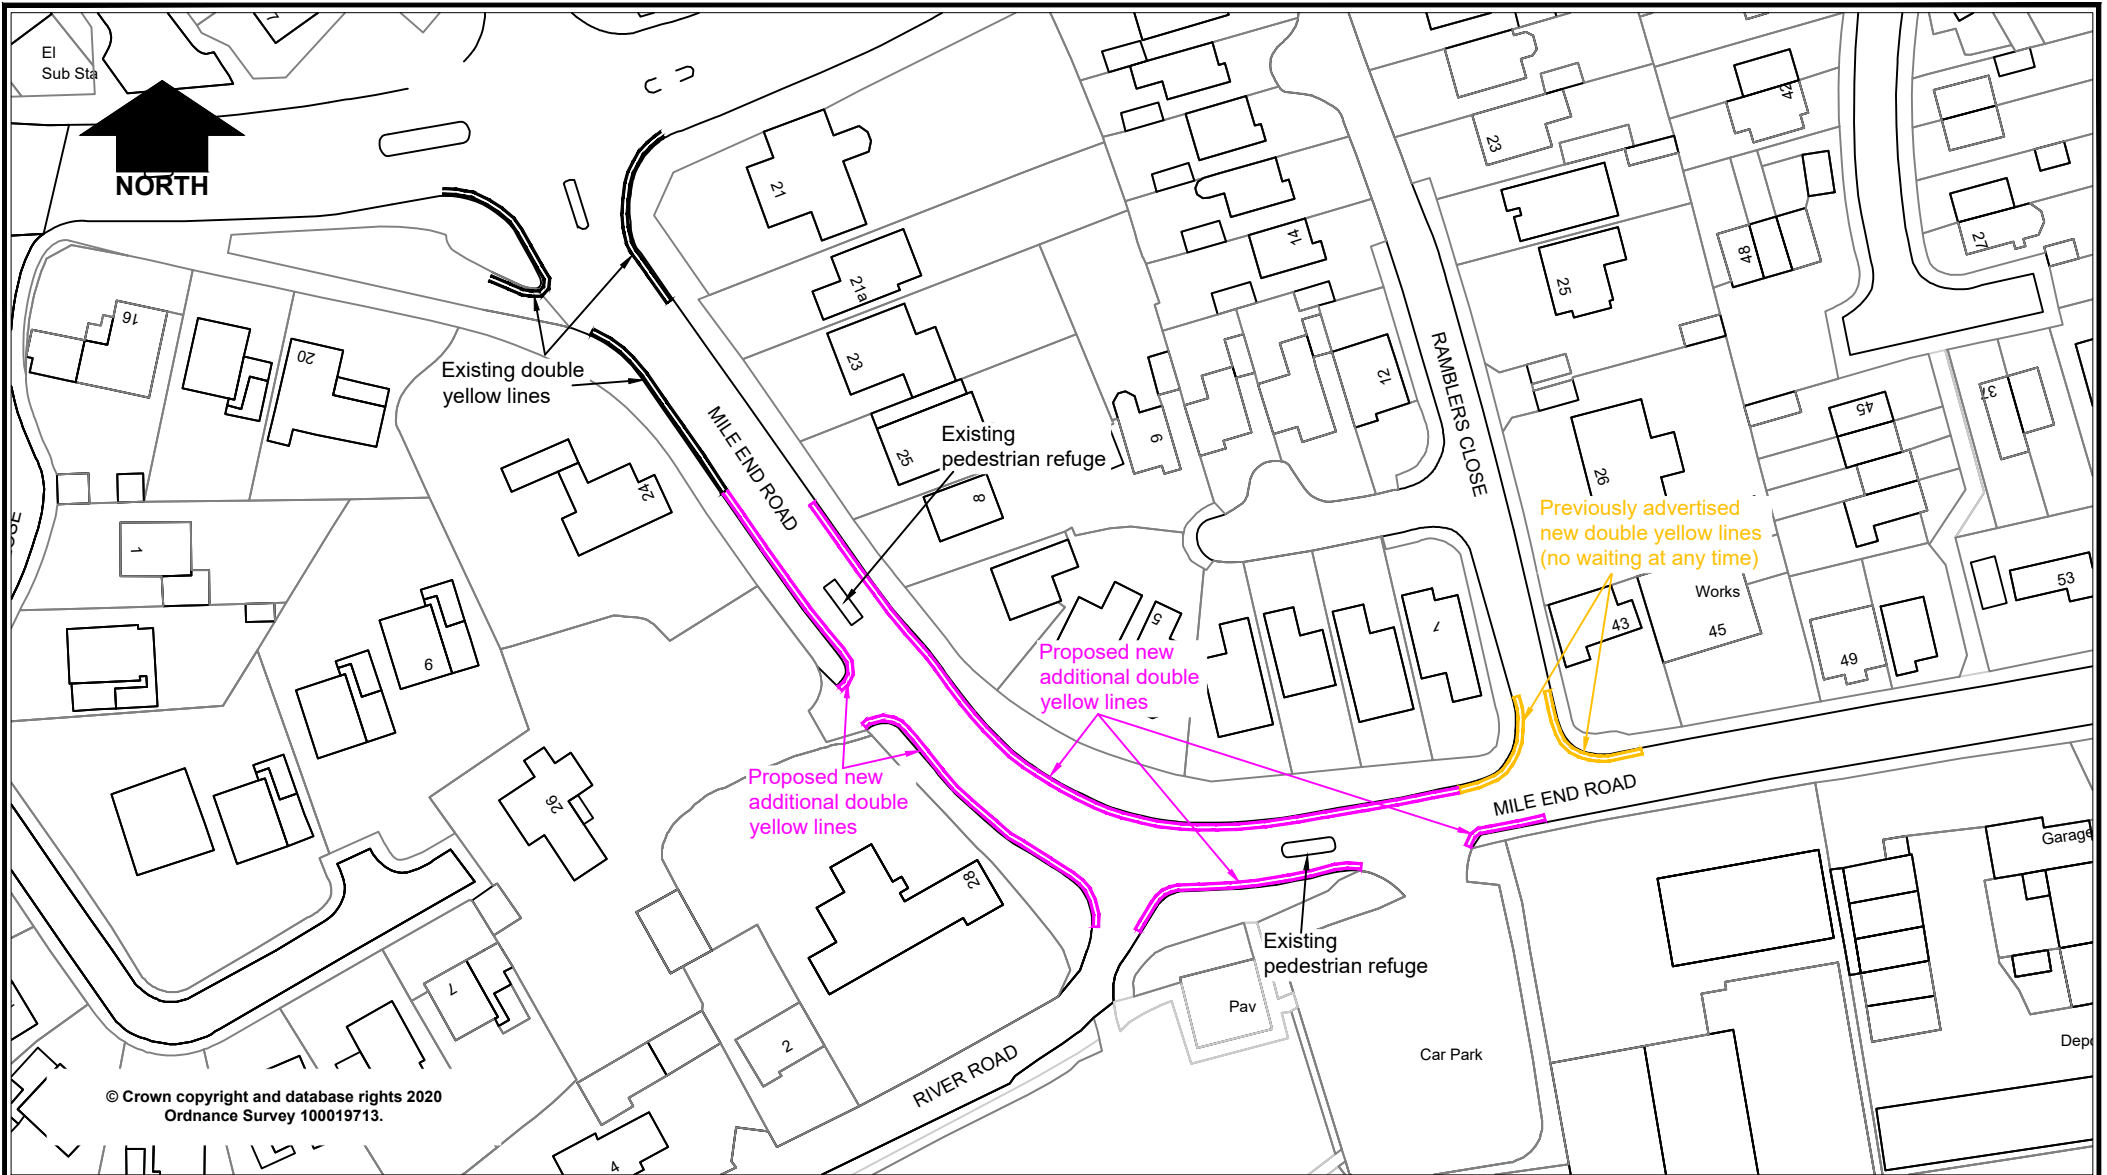 7
El
Sub Sta
NORTH
21
14
23
42
48
27
16
20
21a
23
25
Existing double
yellow lines
MILE END ROAD
24
25
Existing
pedestrian refuge
8
9
12
RAMBLERS CLOSE
26
45
37
Previously advertised
new double yellow lines
(no waiting at any time)
1
6
5
7
43
Works
45
49
53
Proposed new
additional double
yellow lines
Proposed new
additional double
yellow lines
MILE END ROAD
26
28
Garage
Existing
pedestrian refuge
7
2
Pav
Car Park
RIVER ROAD
4
© Crown copyright and database rights 2020
Ordnance Survey 100019713.